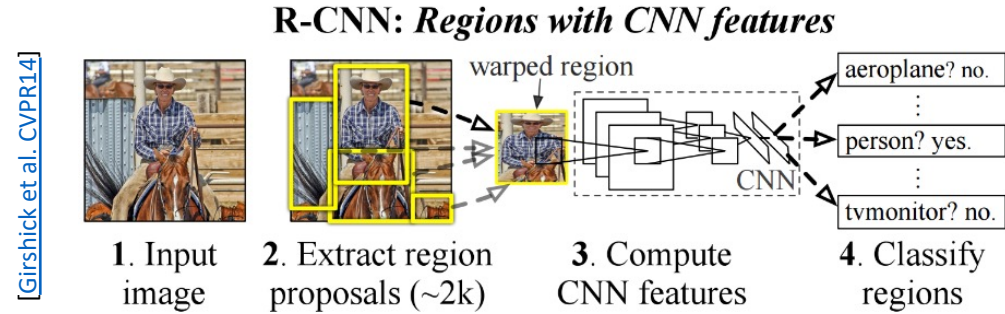 R-CNN: Regions with CNN features
[Girshick et al. CVPR14]
warped region
aeroplane? no.
person? yes.
tvmonitor? no.
CNN
1. Input
image
2. Extract region
proposals (~2k)
3. Compute
CNN features
4. Classify
regions